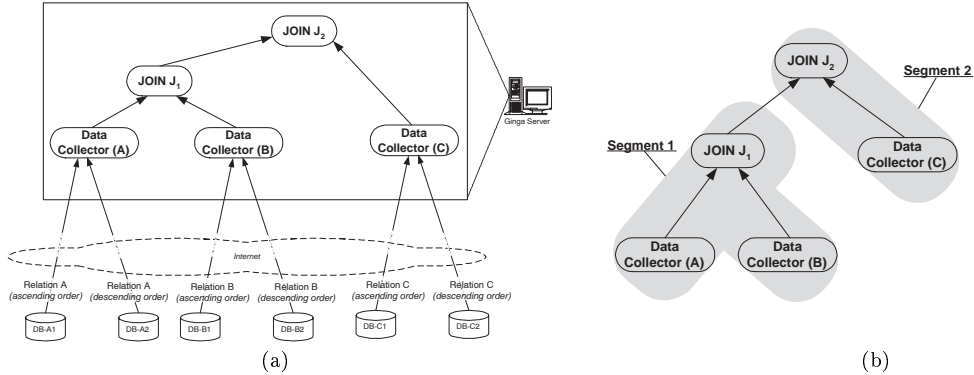 JOIN J2
JOIN J1
Data Collector (A)
Data Collector (B)
Data Collector (C)
Ginga Server
Internet
Relation A (ascending order)
Relation A (descending order)
Relation B (ascending order)
Relation B (descending order)
Relation C (ascending order)
Relation C (descending order)
DB-A1
DB-A2
DB-B1
DB-B2
DB-C1
DB-C2
(a)
JOIN J2
Segment 2
Segment 1
JOIN J1
Data Collector (C)
Data Collector (A)
Data Collector (B)
(b)